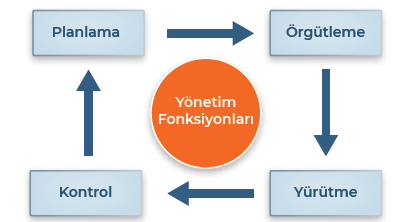 Planlama
Örgütleme
Yönetim
Fonksiyonları
Kontrol
Yürütme